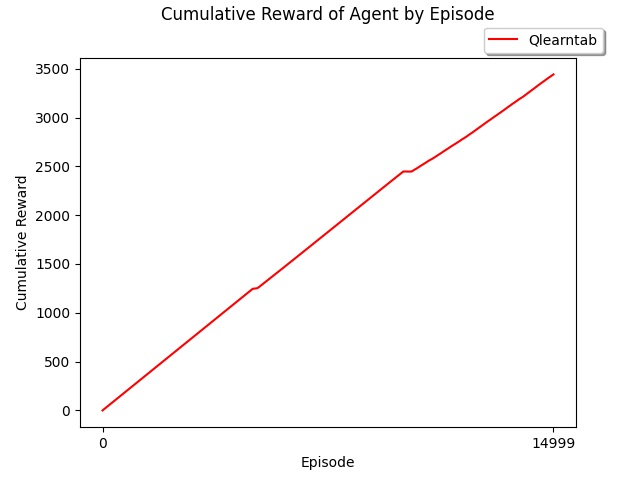 Cumulative Reward of Agent by Episode
Qlearntab
3500
3000
2500
2000
1500
1000
500
0
Cumulative Reward
0
14999
Episode